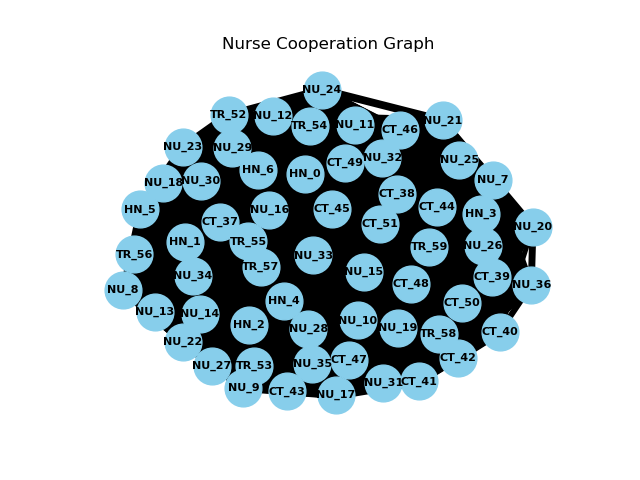 Nurse Cooperation Graph
NU_24
TR_52
NU_12
NU_21
TR_54
NU_11
CT_46
NU_23
NU_29
NU_32
NU_25
CT_49
HN_6
HN_0
NU_18
NU_30
NU_7
CT_38
HN_5
NU_16
CT_45
CT_44
HN_3
CT_37
CT_51
NU_20
HN_1
TR_55
TR_59
NU_26
TR_56
NU_33
TR_57
NU_15
NU_34
CT_39
CT_48
NU_36
NU_8
HN_4
CT_50
NU_13
NU_14
NU_10
HN_2
NU_28
NU_19
CT_40
TR_58
NU_22
CT_42
CT_47
NU_35
NU_27
TR_53
CT_41
NU_31
NU_9
CT_43
NU_17